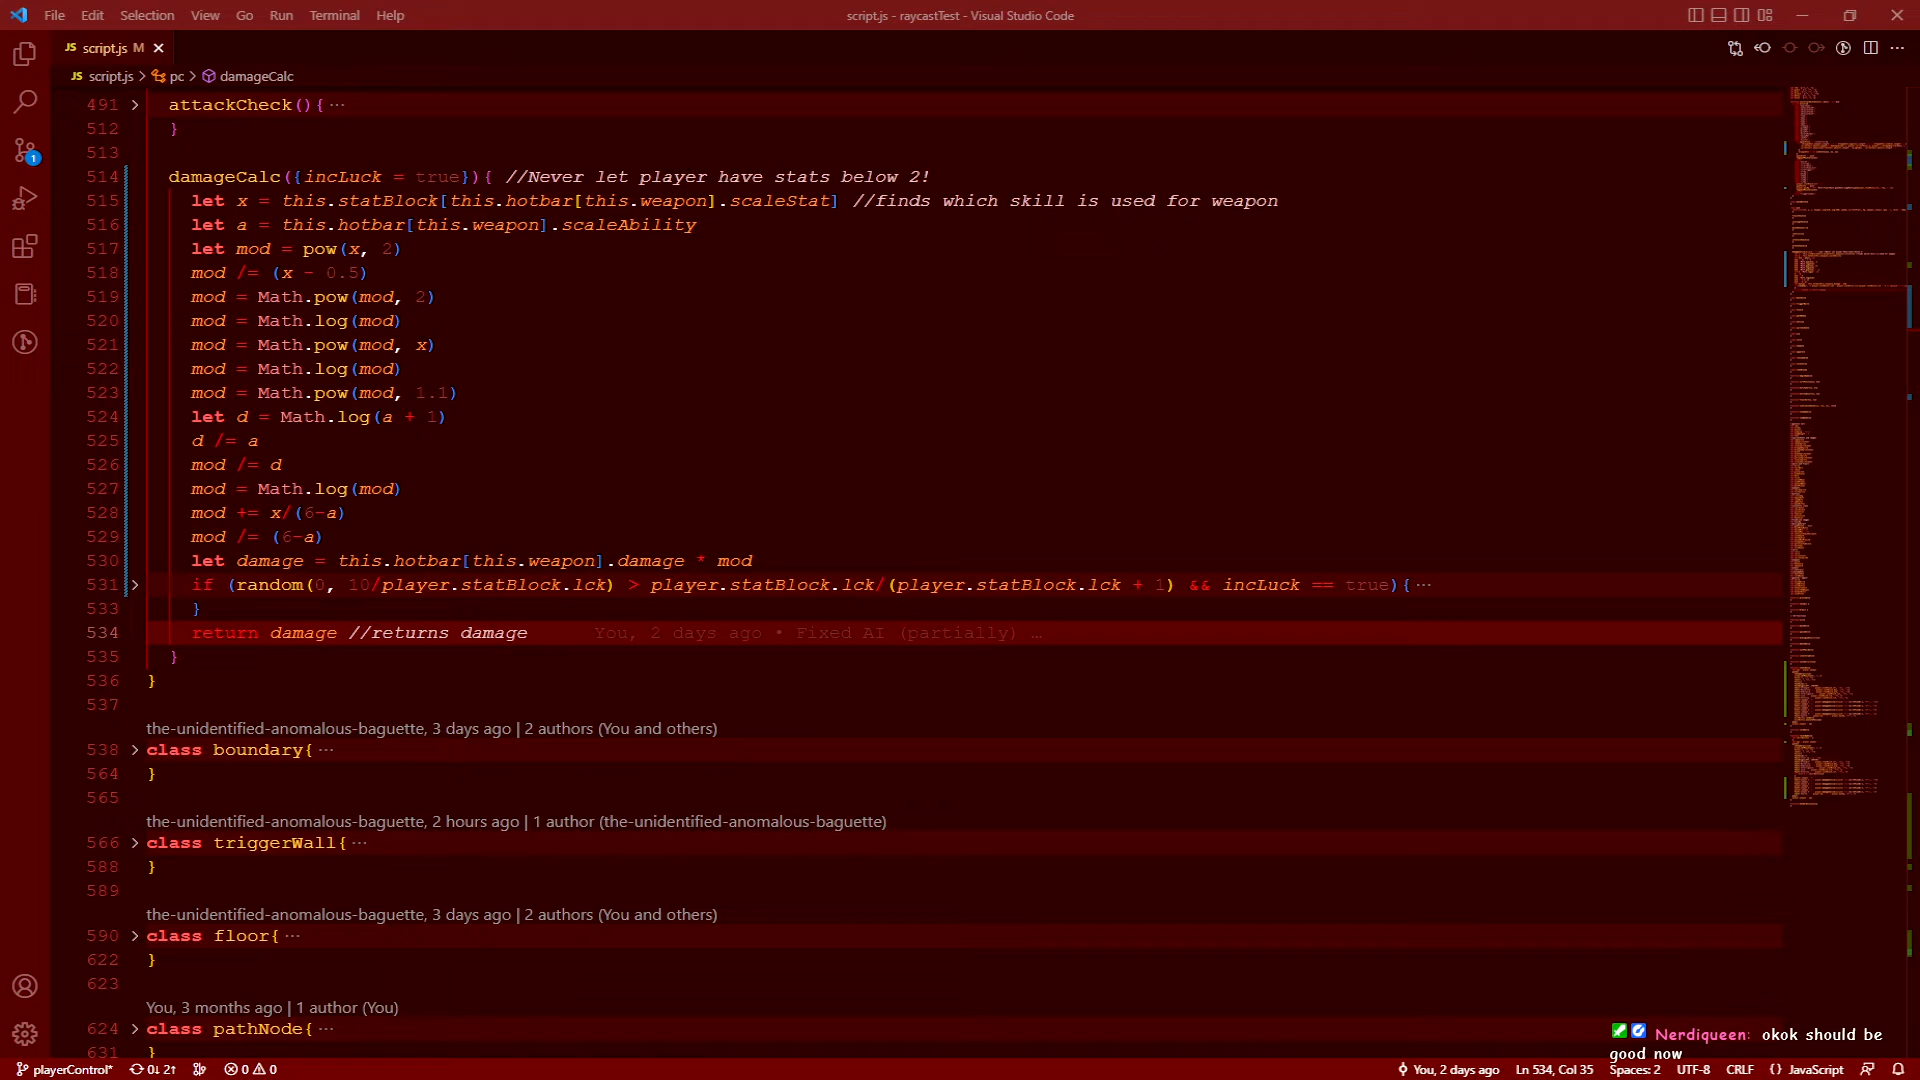 File Edit Selection View Go Run Terminal Help script.js - raycastTest - Visual Studio Code
JS script.js M
JS script.js > pc > damageCalc
491 attackCheck(){ ···
512 }
513
514 damageCalc({incLuck = true}){ //Never let player have stats below 2!
515 let x = this.statBlock[this.hotbar[this.weapon].scaleStat] //finds which skill is used for weapon
516 let a = this.hotbar[this.weapon].scaleAbility
517 let mod = pow(x, 2)
518 mod /= (x - 0.5)
519 mod = Math.pow(mod, 2)
520 mod = Math.log(mod)
521 mod = Math.pow(mod, x)
522 mod = Math.log(mod)
523 mod = Math.pow(mod, 1.1)
524 let d = Math.log(a + 1)
525 d /= a
526 mod /= d
527 mod = Math.log(mod)
528 mod += x/(6-a)
529 mod /= (6-a)
530 let damage = this.hotbar[this.weapon].damage * mod
531 if (random(0, 10/player.statBlock.lck) > player.statBlock.lck/(player.statBlock.lck + 1) && incLuck == true){ ···
533 }
534 return damage //returns damage You, 2 days ago • Fixed AI (partially) …
535 }
536 }
537
the-unidentified-anomalous-baguette, 3 days ago | 2 authors (You and others)
538 class boundary{ ···
564 }
565
the-unidentified-anomalous-baguette, 2 hours ago | 1 author (the-unidentified-anomalous-baguette)
566 class triggerWall{ ···
588 }
589
the-unidentified-anomalous-baguette, 3 days ago | 2 authors (You and others)
590 class floor{ ···
622 }
623
You, 3 months ago | 1 author (You)
624 class pathNode{ ···
631 }
Nerdiqueen: okok should be
good now
playerControl* 0↓ 2↑ 0 0 You, 2 days ago Ln 534, Col 35 Spaces: 2 UTF-8 CRLF {} JavaScript
1